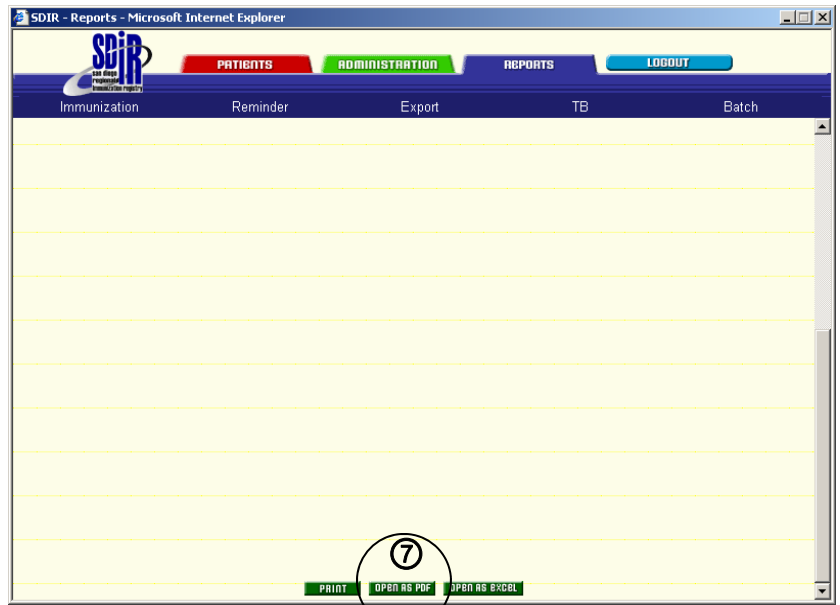 SDIR - Reports - Microsoft Internet Explorer
SDiR
san diego
regional
immunization registry
PATIENTS ADMINISTRATION REPORTS LOGOUT
Immunization Reminder Export TB Batch
7
PRINT OPEN AS PDF OPEN AS EXCEL